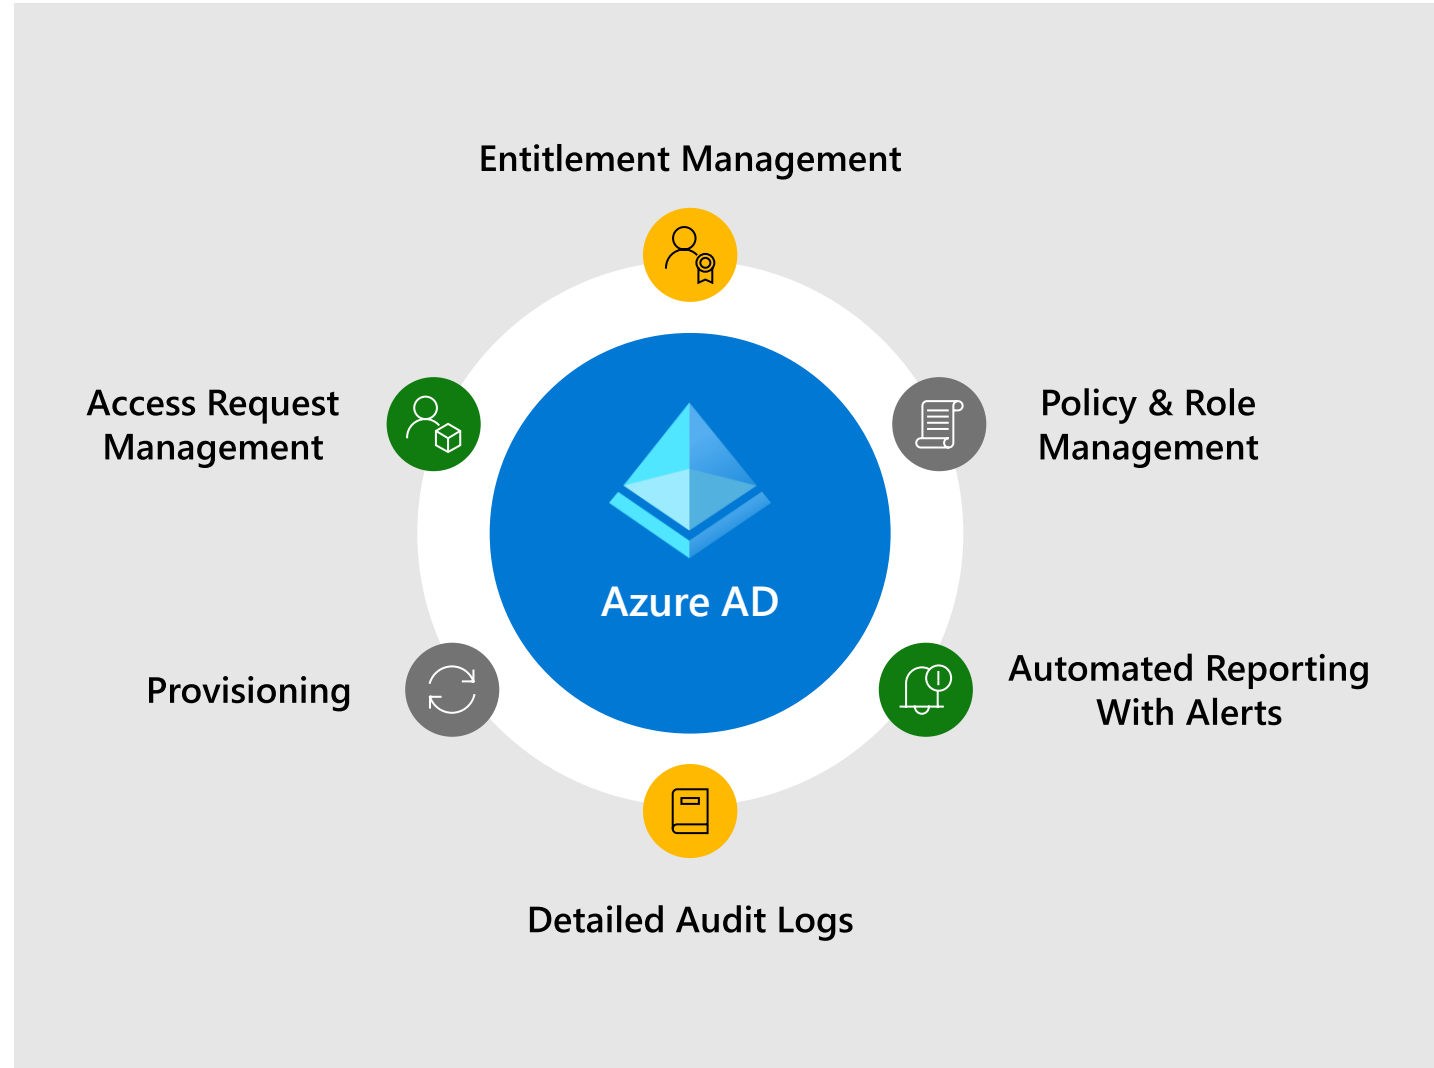 Entitlement Management
Access Request
Management
Policy & Role
Management
Azure AD
Provisioning
Automated Reporting
With Alerts
Detailed Audit Logs